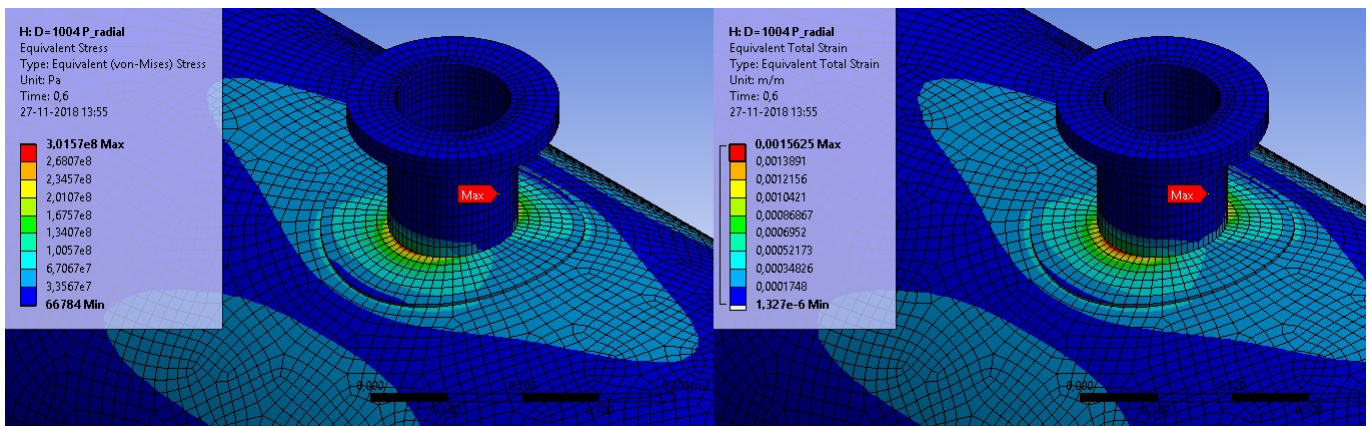 H: D= 1004 P_radial
Equivalent Stress
Type: Equivalent (von-Mises) Stress
Unit: Pa
Time: 0,6
27-11-2018 13:55
3,0157e8 Max
2,6807e8
2,3457e8
2,0107e8
1,6757e8
1,3407e8
1,0057e8
6,7067e7
3,3567e7
66784 Min
Max
0,000
H: D= 1004 P_radial
Equivalent Total Strain
Type: Equivalent Total Strain
Unit: m/m
Time: 0,6
27-11-2018 13:55
0,0015625 Max
0,0013891
0,0012156
0,0010421
0,00086867
0,0006952
0,00052173
0,00034826
0,0001748
1,327e-6 Min
Max
0,000